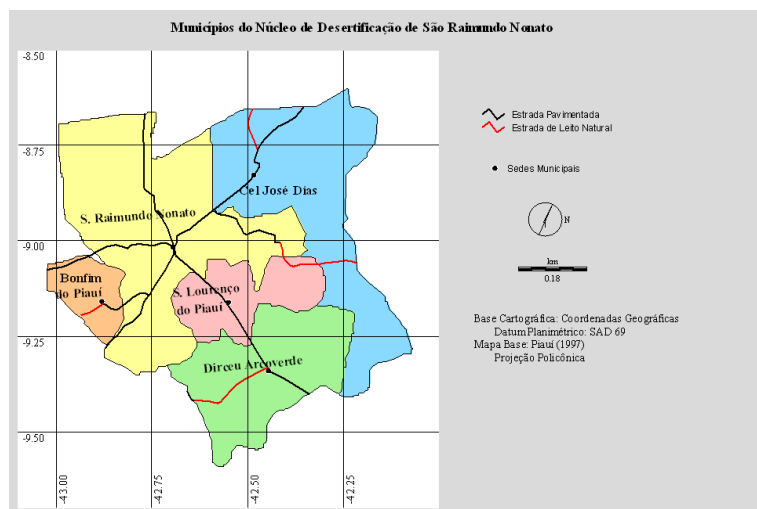 Municípios do Núcleo de Desertificação de São Raimundo Nonato
-8.50
-8.75
-9.00
-9.25
-9.50
-43.00
-42.75
-42.50
-42.25
Cel José Dias
S. Raimundo Nonato
Bonfim
do Piauí
S. Lourenço
do Piauí
Dirceu Arcoverde
Estrada Pavimentada
Estrada de Leito Natural
Sedes Municipais
N
km
0.18
Base Cartográfica: Coordenadas Geográficas
Datum Planimétrico: SAD 69
Mapa Base: Piauí (1997)
Projeção Policônica